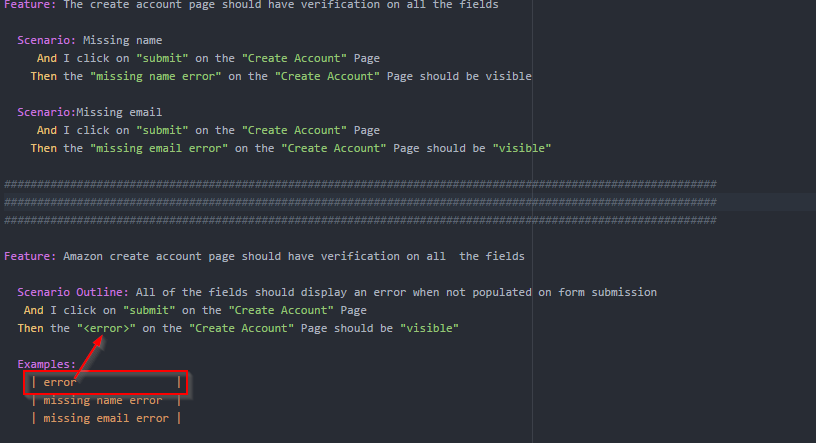 Feature: The create account page should have verification on all the fields
Scenario: Missing name
And I click on "submit" on the "Create Account" Page
Then the "missing name error" on the "Create Account" Page should be visible
Scenario:Missing email
And I click on "submit" on the "Create Account" Page
Then the "missing email error" on the "Create Account" Page should be "visible"
############################################################################################################
############################################################################################################
############################################################################################################
Feature: Amazon create account page should have verification on all  the fields
Scenario Outline: All of the fields should display an error when not populated on form submission
And I click on "submit" on the "Create Account" Page
Then the "<error>" on the "Create Account" Page should be "visible"
Examples:
| error               |
| missing name error  |
| missing email error |